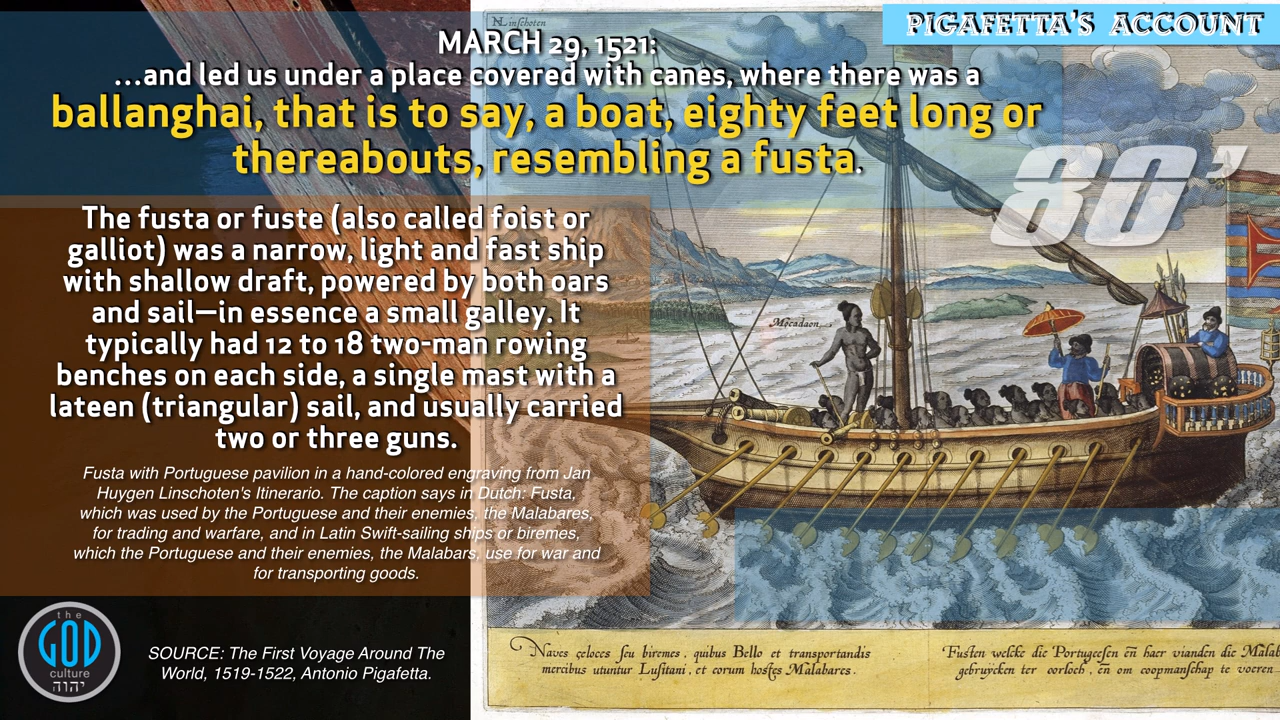 PIGAFETTA'S ACCOUNT
Linschoten
MARCH 29, 1521:
...and led us under a place covered with canes, where there was a
ballanghai, that is to say, a boat, eighty feet long or
thereabouts, resembling a fusta.
80'
The fusta or fuste (also called foist or
galliot) was a narrow, light and fast ship
with shallow draft, powered by both oars
and sail—in essence a small galley. It
typically had 12 to 18 two-man rowing
benches on each side, a single mast with a
lateen (triangular) sail, and usually carried
two or three guns.
Mocadaon
Fusta with Portuguese pavilion in a hand-colored engraving from Jan
Huygen Linschoten's Itinerario. The caption says in Dutch: Fusta,
which was used by the Portuguese and their enemies, the Malabares,
for trading and warfare, and in Latin Swift-sailing ships or biremes,
which the Portuguese and their enemies, the Malabars, use for war and
for transporting goods.
the
GOD
culture
יהוה
SOURCE: The First Voyage Around The
World, 1519-1522, Antonio Pigafetta.
Naves celoces seu biremes, quibus Bello et transportandis
mercibus utuntur Lusitani, et eorum hostes Malabares.
Fusten welcke die Portugeesen eñ haer vianden die Malab
gebruÿcken ter oorloch, eñ om coopmanschap te voeren